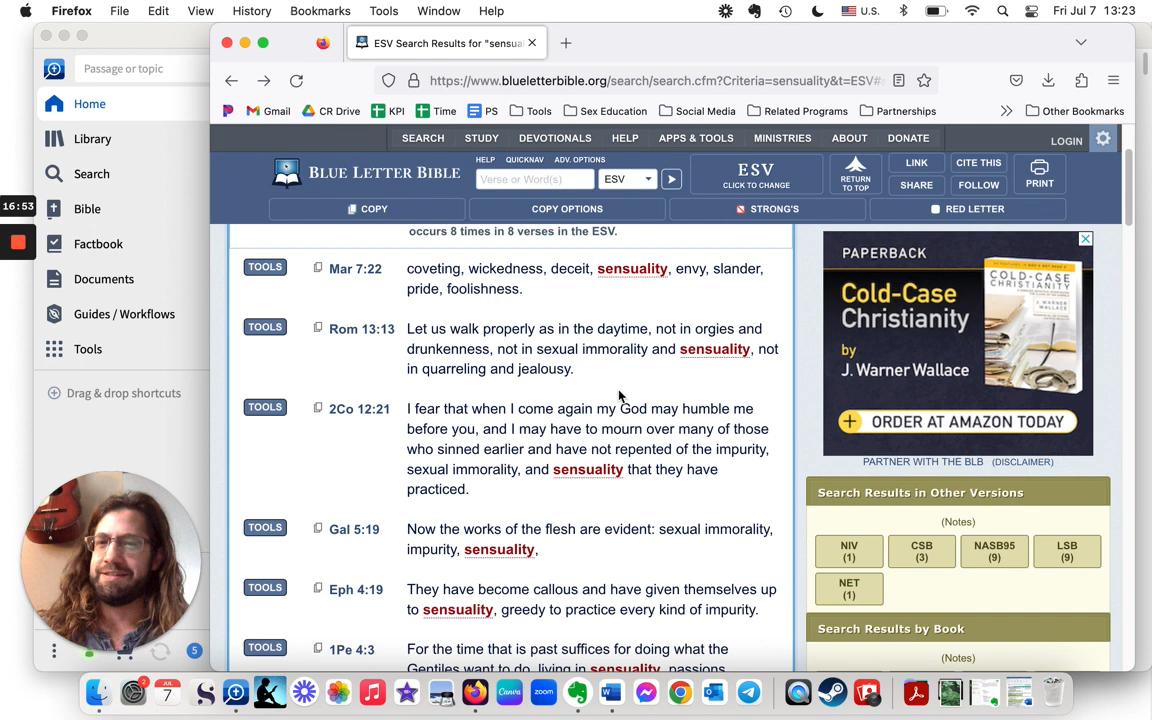 Firefox File Edit View History Bookmarks Tools Window Help U.S. Fri Jul 7 13:23
ESV Search Results for "sensua
Passage or topic
https://www.blueletterbible.org/search/search.cfm?Criteria=sensuality&t=ESV#s
Home
Gmail CR Drive KPI Time PS Tools Sex Education Social Media Related Programs Partnerships Other Bookmarks
Library
SEARCH STUDY DEVOTIONALS HELP APPS & TOOLS MINISTRIES ABOUT DONATE LOGIN
Search
BLUE LETTER BIBLE
HELP QUICKNAV ADV. OPTIONS
Verse or Word(s) ESV
ESV
CLICK TO CHANGE
RETURN
TO TOP
LINK CITE THIS
SHARE FOLLOW
PRINT
16:53
Bible
COPY COPY OPTIONS STRONG'S RED LETTER
Factbook
Documents
Guides / Workflows
Tools
Drag & drop shortcuts
5
occurs 8 times in 8 verses in the ESV.
TOOLS Mar 7:22 coveting, wickedness, deceit, sensuality, envy, slander,
pride, foolishness.
TOOLS Rom 13:13 Let us walk properly as in the daytime, not in orgies and
drunkenness, not in sexual immorality and sensuality, not
in quarreling and jealousy.
TOOLS 2Co 12:21 I fear that when I come again my God may humble me
before you, and I may have to mourn over many of those
who sinned earlier and have not repented of the impurity,
sexual immorality, and sensuality that they have
practiced.
TOOLS Gal 5:19 Now the works of the flesh are evident: sexual immorality,
impurity, sensuality,
TOOLS Eph 4:19 They have become callous and have given themselves up
to sensuality, greedy to practice every kind of impurity.
TOOLS 1Pe 4:3 For the time that is past suffices for doing what the
Gentiles want to do, living in sensuality, passions,
PAPERBACK
Cold-Case
Christianity
by
J. Warner Wallace
ORDER AT AMAZON TODAY
PARTNER WITH THE BLB (DISCLAIMER)
Search Results in Other Versions
(Notes)
NIV
(1)
CSB
(3)
NASB95
(9)
LSB
(9)
NET
(1)
Search Results by Book
(Notes)
2
JUL
7
Canva
zoom